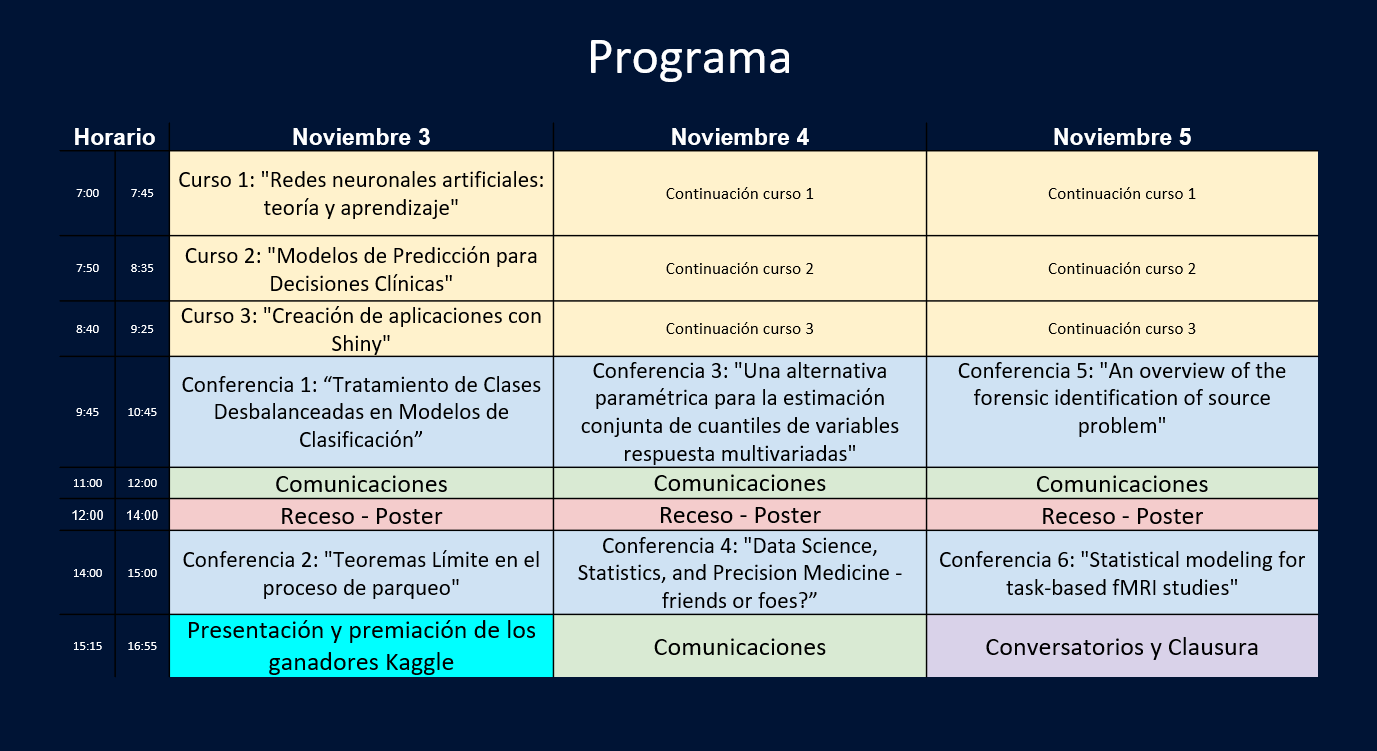 Programa
Horario
Noviembre 3
Noviembre 4
Noviembre 5
7:00
7:45
Curso 1: "Redes neuronales artificiales:
teoría y aprendizaje"
Continuación curso 1
Continuación curso 1
7:50
8:35
Curso 2: "Modelos de Predicción para
Decisiones Clínicas"
Continuación curso 2
Continuación curso 2
8:40
9:25
Curso 3: "Creación de aplicaciones con
Shiny"
Continuación curso 3
Continuación curso 3
9:45
10:45
Conferencia 1: “Tratamiento de Clases
Desbalanceadas en Modelos de
Clasificación”
Conferencia 3: "Una alternativa
paramétrica para la estimación
conjunta de cuantiles de variables
respuesta multivariadas"
Conferencia 5: "An overview of the
forensic identification of source
problem"
11:00
12:00
Comunicaciones
Comunicaciones
Comunicaciones
12:00
14:00
Receso - Poster
Receso - Poster
Receso - Poster
14:00
15:00
Conferencia 2: "Teoremas Límite en el
proceso de parqueo"
Conferencia 4: "Data Science,
Statistics, and Precision Medicine -
friends or foes?”
Conferencia 6: "Statistical modeling for
task-based fMRI studies"
15:15
16:55
Presentación y premiación de los
ganadores Kaggle
Comunicaciones
Conversatorios y Clausura